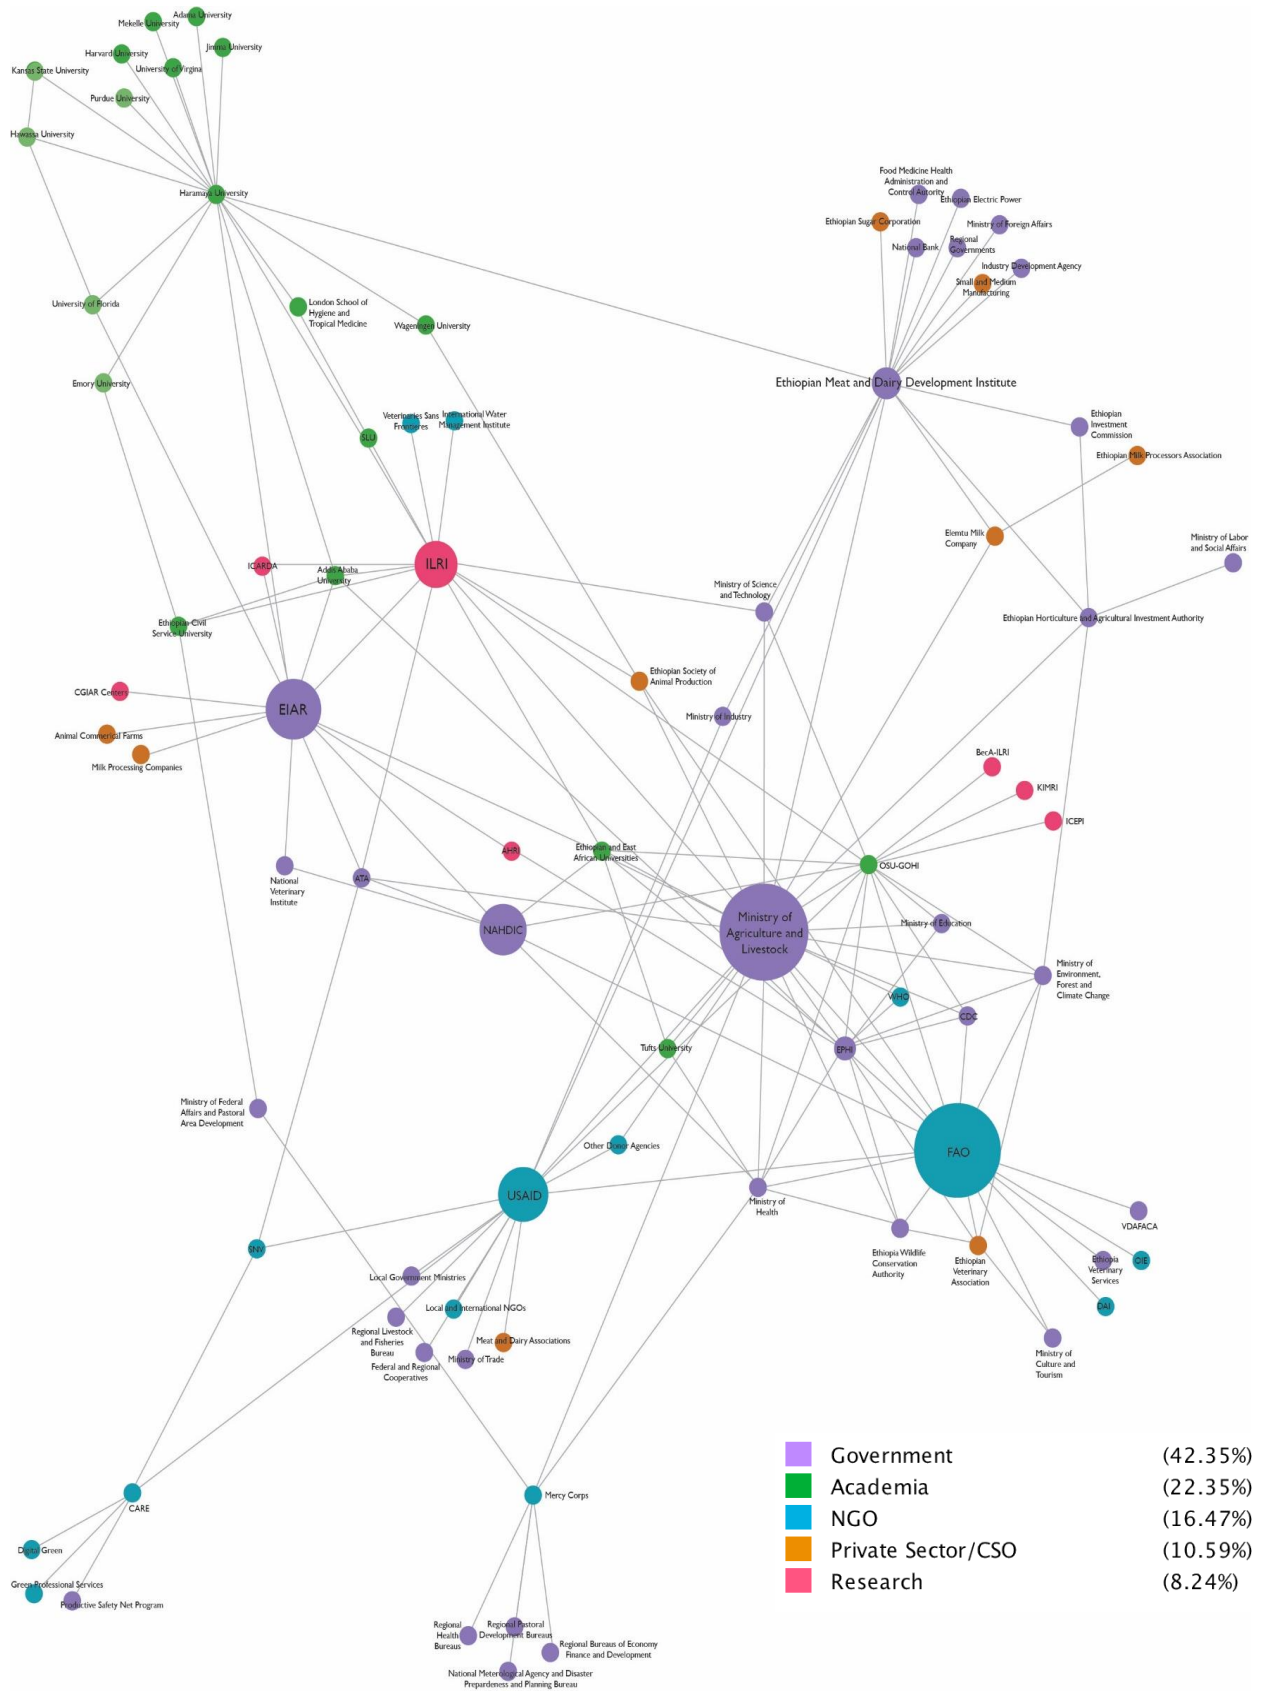 Adama University
Mekelle University
Jimma University
Harvard University
University of Virgina
Kansas State University
Purdue University
Hawassa University
Haramaya University
Food Medicine Health
Administration and
Control Autority
Ethiopian Electric Power
Ethiopian Sugar Corporation
Ministry of Foreign Affairs
National Bank
Regional
Governments
Industry Development Agency
Small and Medium
Manufacturing
University of Florida
London School of
Hygiene and
Tropical Medicine
Wageningen University
Emory University
Ethiopian Meat and Dairy Development Institute
Veterinaries Sans
Frontieres
International Water
Management Institute
SLU
Ethiopian
Investment
Commission
Ethiopian Milk Processors Association
Elemtu Milk
Company
Ministry of Labor
and Social Affairs
ICARDA
Addis Ababa
University
ILRI
Ministry of Science
and Technology
Ethiopian Civil
Service University
Ethiopian Horticulture and Agricultural Investment Authority
Ethiopian Society of
Animal Production
CGIAR Centers
EIAR
Ministry of Industry
Animal Commerical Farms
Milk Processing Companies
BecA-ILRI
KIMRI
ICEPI
AHRI
Ethiopian and East
African Universities
OSU-GOHI
National
Veterinary
Institute
ATA
NAHDIC
Ministry of
Agriculture and
Livestock
Ministry of Education
Ministry of
Environment,
Forest and
Climate Change
WHO
CDC
Tufts University
EPHI
Ministry of Federal
Affairs and Pastoral
Area Development
Other Donor Agencies
FAO
USAID
Ministry of
Health
VDAFACA
SNV
Ethiopia Wildlife
Conservation
Authority
Ethiopian
Veterinary
Association
Ethiopia
Veterinary
Services
OIE
DAI
Local Government Ministries
Local and International NGOs
Regional Livestock
and Fisheries
Bureau
Meat and Dairy Associations
Ministry of Trade
Federal and Regional
Cooperatives
Ministry of
Culture and
Tourism
Government (42.35%)
Academia (22.35%)
NGO (16.47%)
Private Sector/CSO (10.59%)
Research (8.24%)
CARE
Mercy Corps
Digital Green
Green Professional Services
Productive Safety Net Program
Regional
Health
Bureaus
Regional Pastoral
Development Bureaus
Regional Bureaus of Economy
Finance and Development
National Meterological Agency and Disaster
Prepardeness and Planning Bureau